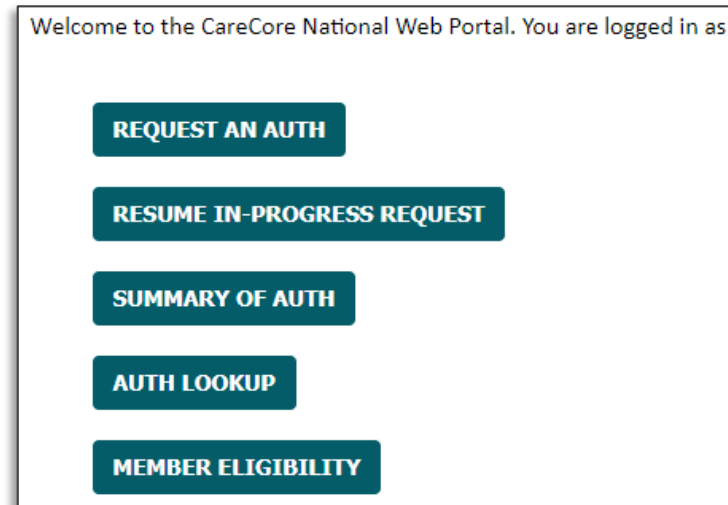 Welcome to the CareCore National Web Portal. You are logged in as
REQUEST AN AUTH
RESUME IN-PROGRESS REQUEST
SUMMARY OF AUTH
AUTH LOOKUP
MEMBER ELIGIBILITY